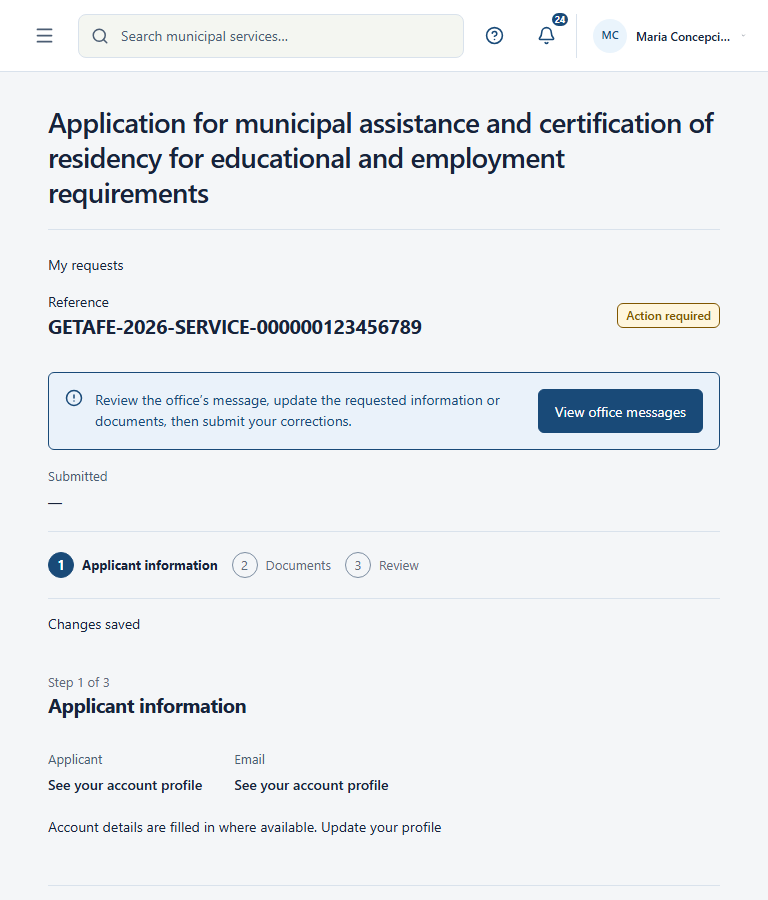 Search municipal services...
24
MC
Maria Concepci...
Application for municipal assistance and certification of
residency for educational and employment
requirements
My requests
Reference
GETAFE-2026-SERVICE-000000123456789
Action required
Review the office’s message, update the requested information or
documents, then submit your corrections.
View office messages
Submitted
—
1 Applicant information 2 Documents 3 Review
Changes saved
Step 1 of 3
Applicant information
Applicant Email
See your account profile See your account profile
Account details are filled in where available. Update your profile